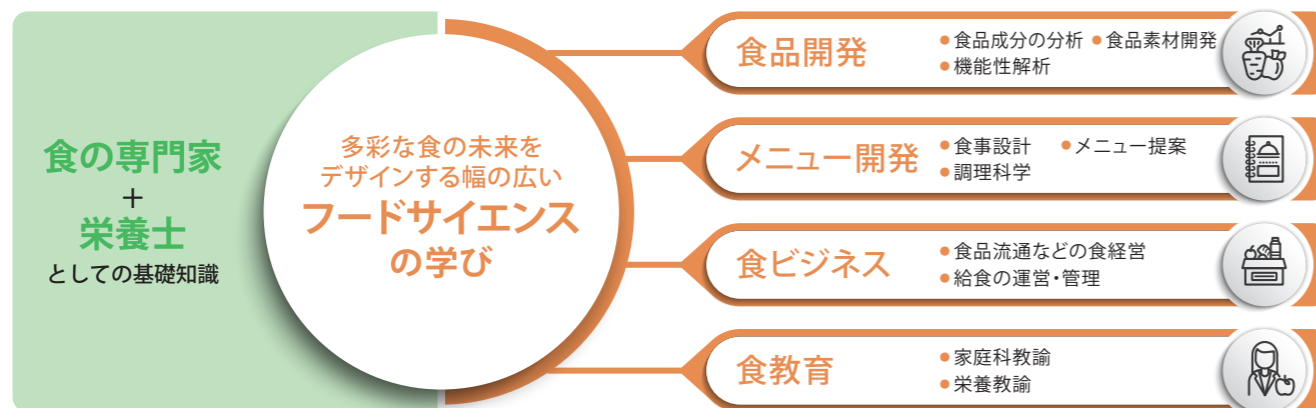 食の専門家
+
栄養士
としての基礎知識
多彩な食の未来を
デザインする幅の広い
フードサイエンス
の学び
食品開発
●食品成分の分析 ●食品素材開発
●機能性解析
メニュー開発
●食事設計 ●メニュー提案
●調理科学
食ビジネス
●食品流通などの食経営
●給食の運営・管理
食教育
●家庭科教諭
●栄養教諭